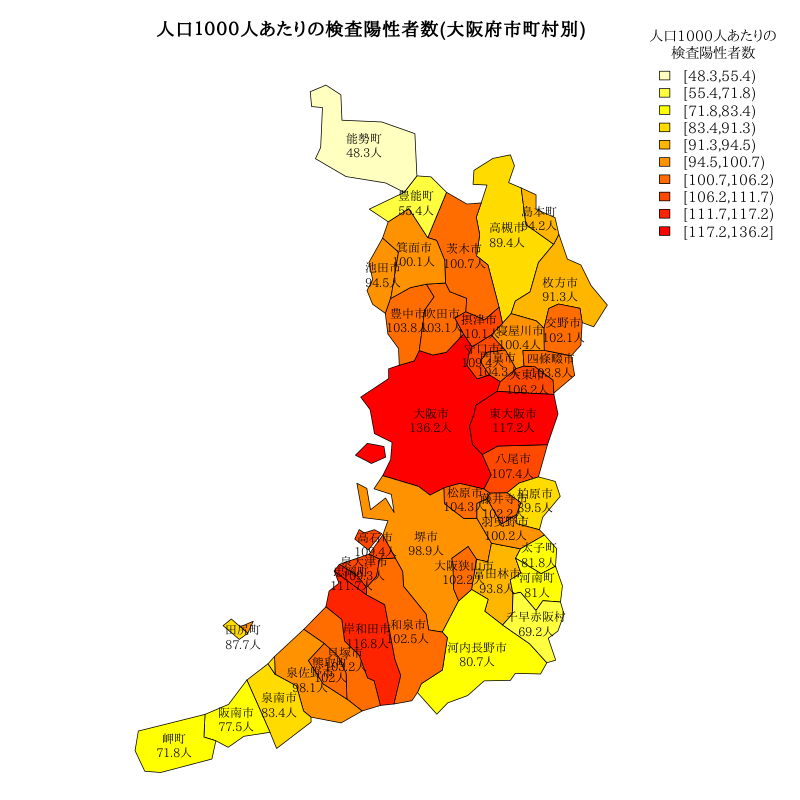 人口1000人あたりの検査陽性者数(大阪府市町村別)
人口1000人あたりの
検査陽性者数
[48.3,55.4)
[55.4,71.8)
[71.8,83.4)
[83.4,91.3)
[91.3,94.5)
[94.5,100.7)
[100.7,106.2)
[106.2,111.7)
[111.7,117.2)
[117.2,136.2]
能勢町
48.3人
豊能町
55.4人
島本町
94.2人
高槻市
89.4人
箕面市
100.1人
茨木市
100.7人
池田市
94.5人
枚方市
91.3人
豊中市
103.8人
吹田市
103.1人
摂津市
110.1人
寝屋川市
100.4人
交野市
102.1人
守口市
109.4人
門真市
104.3人
四條畷市
103.8人
大東市
106.2人
大阪市
136.2人
東大阪市
117.2人
八尾市
107.4人
松原市
104.3人
藤井寺市
102.2人
柏原市
89.5人
羽曳野市
100.2人
堺市
98.9人
高石市
109.4人
太子町
81.8人
泉大津市
大阪狭山市
102.2人
富田林市
93.8人
河南町
81人
111.7人
千早赤阪村
69.2人
田尻町
87.7人
岸和田市
116.8人
和泉市
102.5人
河内長野市
80.7人
貝塚市
103.2人
熊取町
102人
泉佐野市
98.1人
泉南市
83.4人
阪南市
77.5人
岬町
71.8人